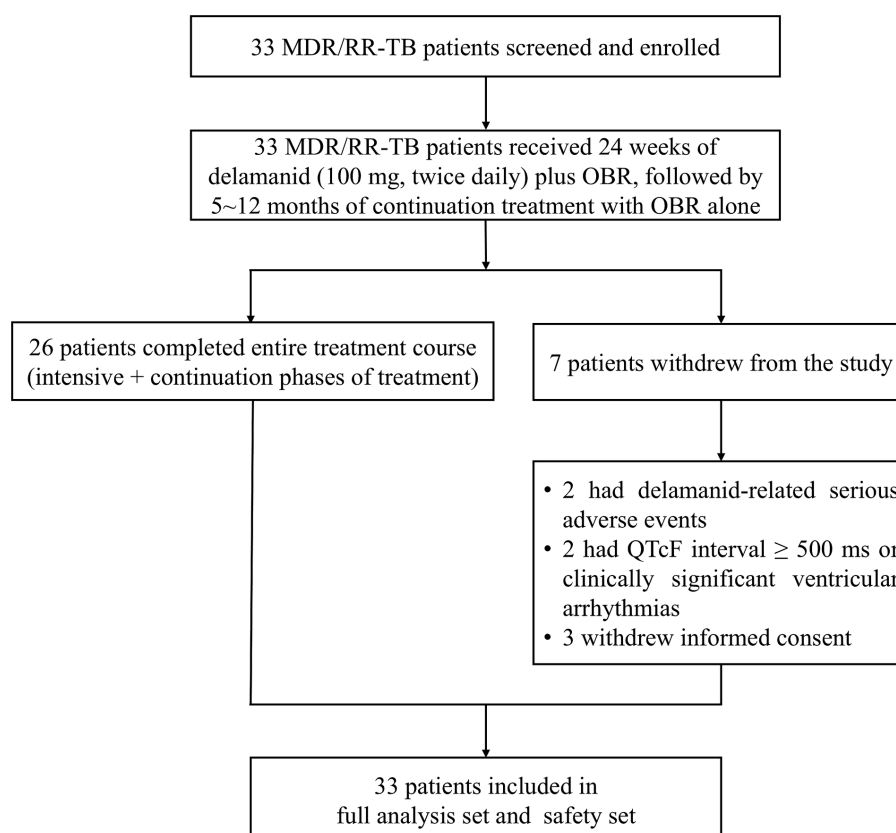 33 MDR/RR-TB patients screened and enrolled
33 MDR/RR-TB patients received 24 weeks of
delamanid (100 mg, twice daily) plus OBR, followed by
5~12 months of continuation treatment with OBR alone
26 patients completed entire treatment course
(intensive + continuation phases of treatment)
7 patients withdrew from the study
• 2 had delamanid-related serious
adverse events
• 2 had QTcF interval ≥ 500 ms or
clinically significant ventricular
arrhythmias
• 3 withdrew informed consent
33 patients included in
full analysis set and safety set